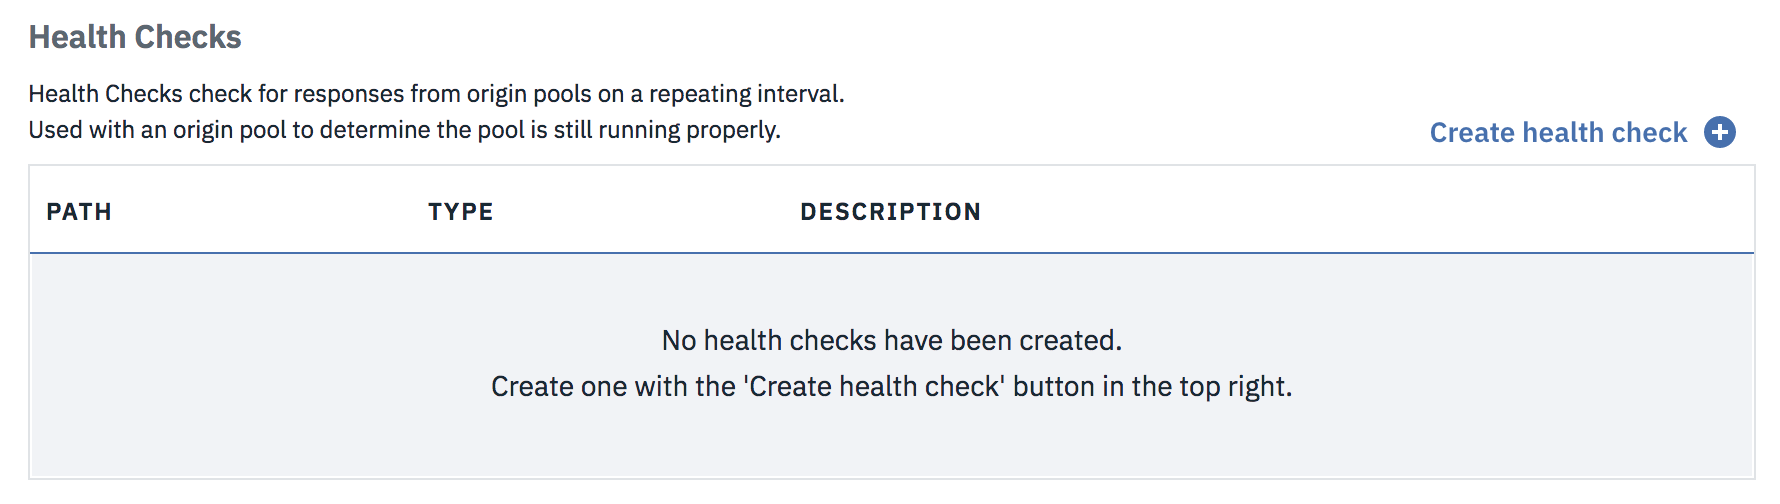 Health Checks
Health Checks check for responses from origin pools on a repeating interval.
Used with an origin pool to determine the pool is still running properly.
Create health check
PATH TYPE DESCRIPTION
No health checks have been created.
Create one with the 'Create health check' button in the top right.